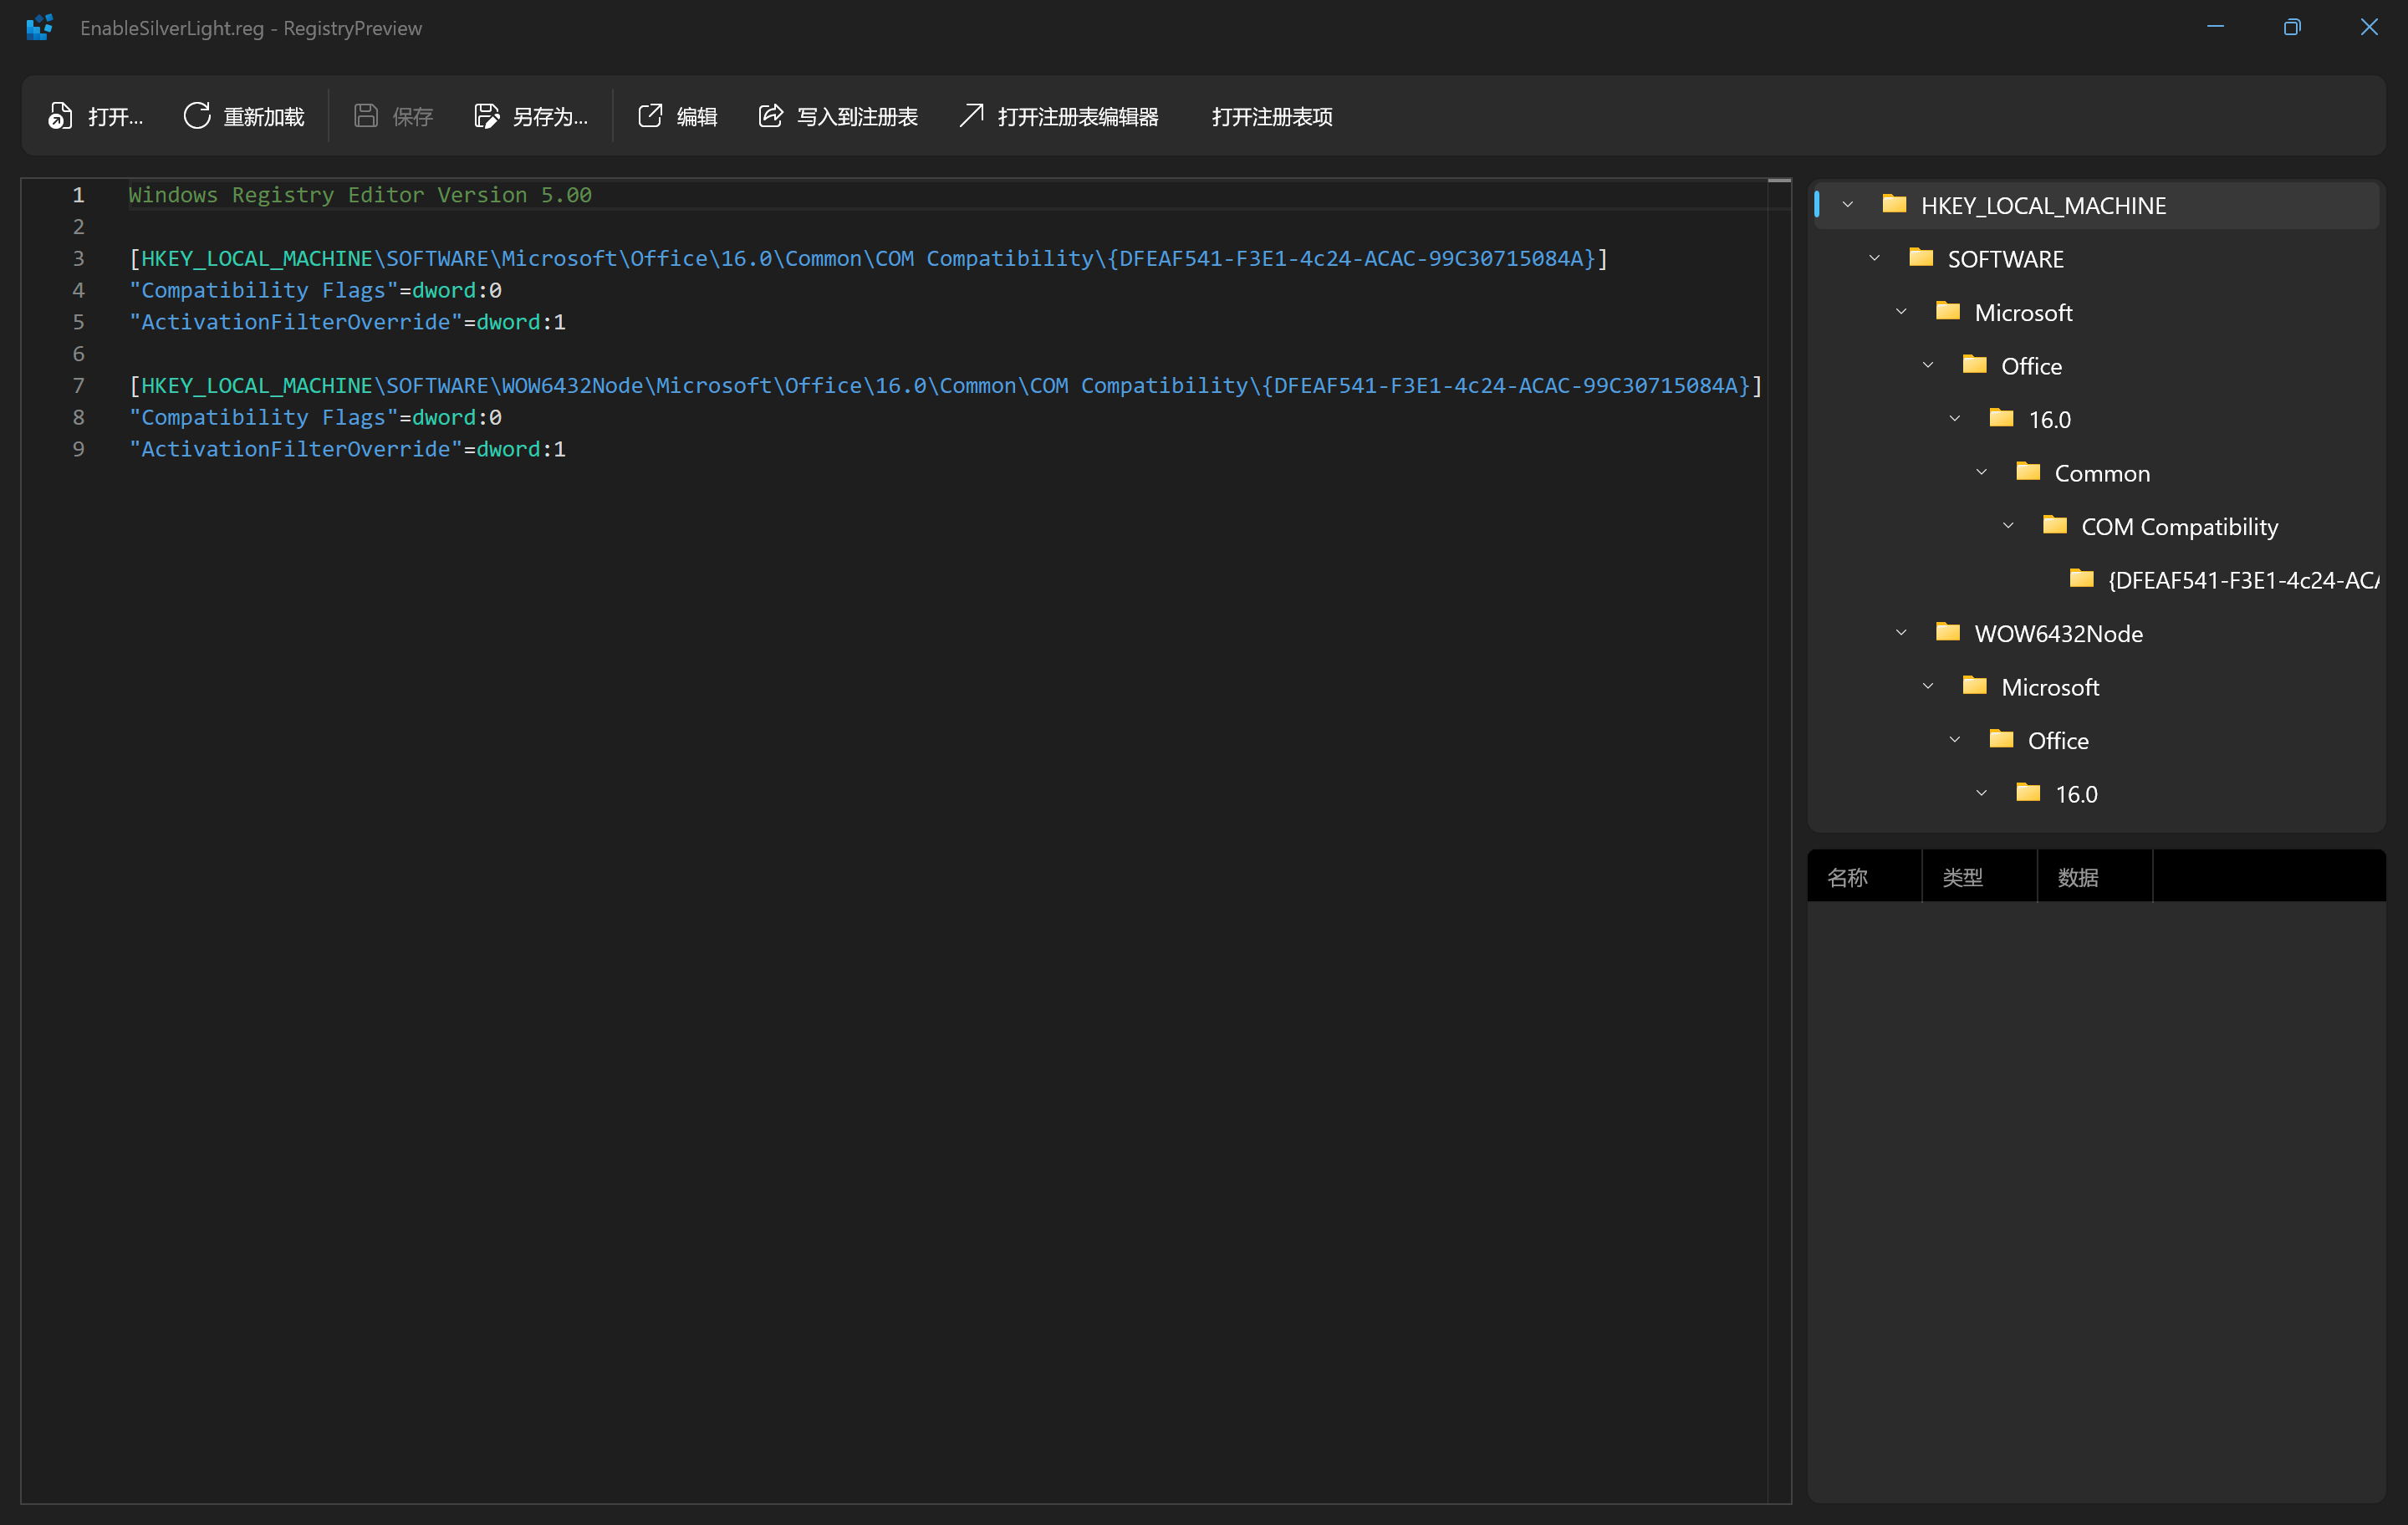 EnableSilverLight.reg - RegistryPreview
打开... 重新加载 保存 另存为... 编辑 写入到注册表 打开注册表编辑器 打开注册表项
1 Windows Registry Editor Version 5.00
2
3 [HKEY_LOCAL_MACHINE\SOFTWARE\Microsoft\Office\16.0\Common\COM Compatibility\{DFEAF541-F3E1-4c24-ACAC-99C30715084A}]
4 "Compatibility Flags"=dword:0
5 "ActivationFilterOverride"=dword:1
6
7 [HKEY_LOCAL_MACHINE\SOFTWARE\WOW6432Node\Microsoft\Office\16.0\Common\COM Compatibility\{DFEAF541-F3E1-4c24-ACAC-99C30715084A}]
8 "Compatibility Flags"=dword:0
9 "ActivationFilterOverride"=dword:1
HKEY_LOCAL_MACHINE
SOFTWARE
Microsoft
Office
16.0
Common
COM Compatibility
{DFEAF541-F3E1-4c24-ACA
WOW6432Node
Microsoft
Office
16.0
名称 类型 数据